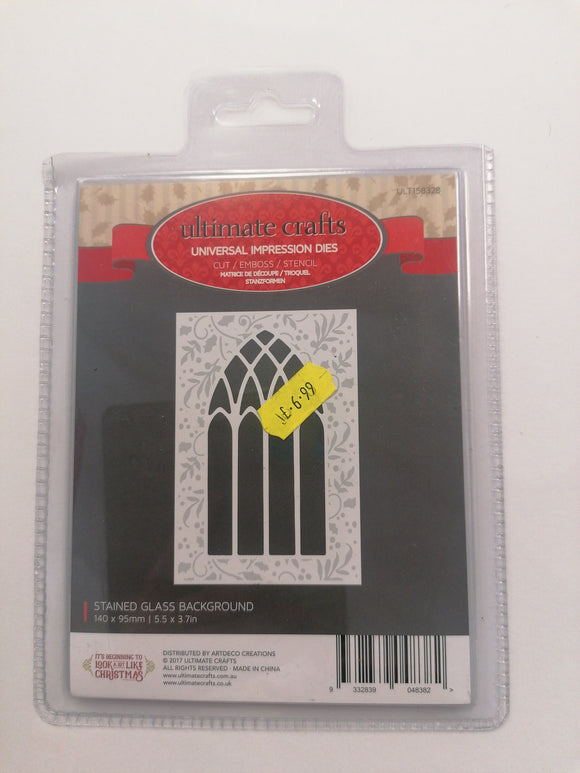 ULT158328
ultimate crafts
UNIVERSAL IMPRESSION DIES
CUT / EMBOSS / STENCIL
MATRICE DE DÉCOUPE / TROQUEL
STANZFORMEN
£6.99
STAINED GLASS BACKGROUND
140 x 95mm | 5.5 x 3.7in
IT'S BEGINNING TO
LOOK A LOT LIKE
CHRISTMAS
DISTRIBUTED BY ARTDECO CREATIONS
© 2017 ULTIMATE CRAFTS
ALL RIGHTS RESERVED · MADE IN CHINA
www.ultimatecrafts.com.au
www.ultimatecrafts.co.uk
9 332839 048382 >